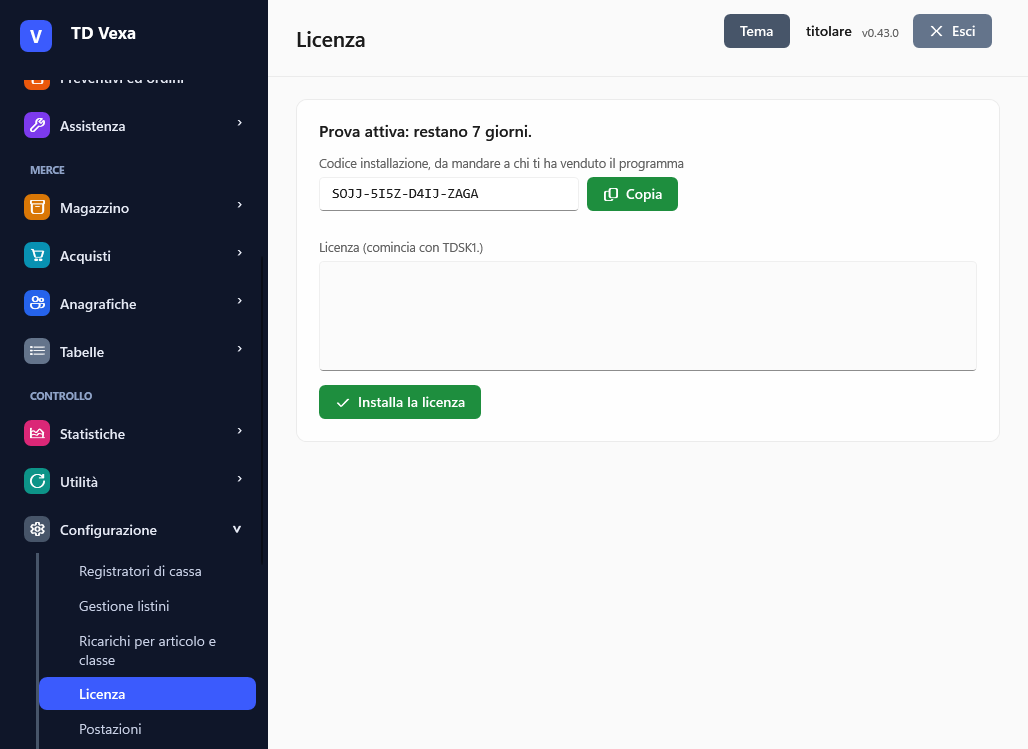 V
TD Vexa
Preventivi ed ordini
Assistenza
MERCE
Magazzino
Acquisti
Anagrafiche
Tabelle
CONTROLLO
Statistiche
Utilità
Configurazione
Registratori di cassa
Gestione listini
Ricarichi per articolo e
classe
Licenza
Postazioni
Licenza
Tema
titolare
v0.43.0
Esci
Prova attiva: restano 7 giorni.
Codice installazione, da mandare a chi ti ha venduto il programma
SOJJ-5I5Z-D4IJ-ZAGA
Copia
Licenza (comincia con TDSK1.)
Installa la licenza